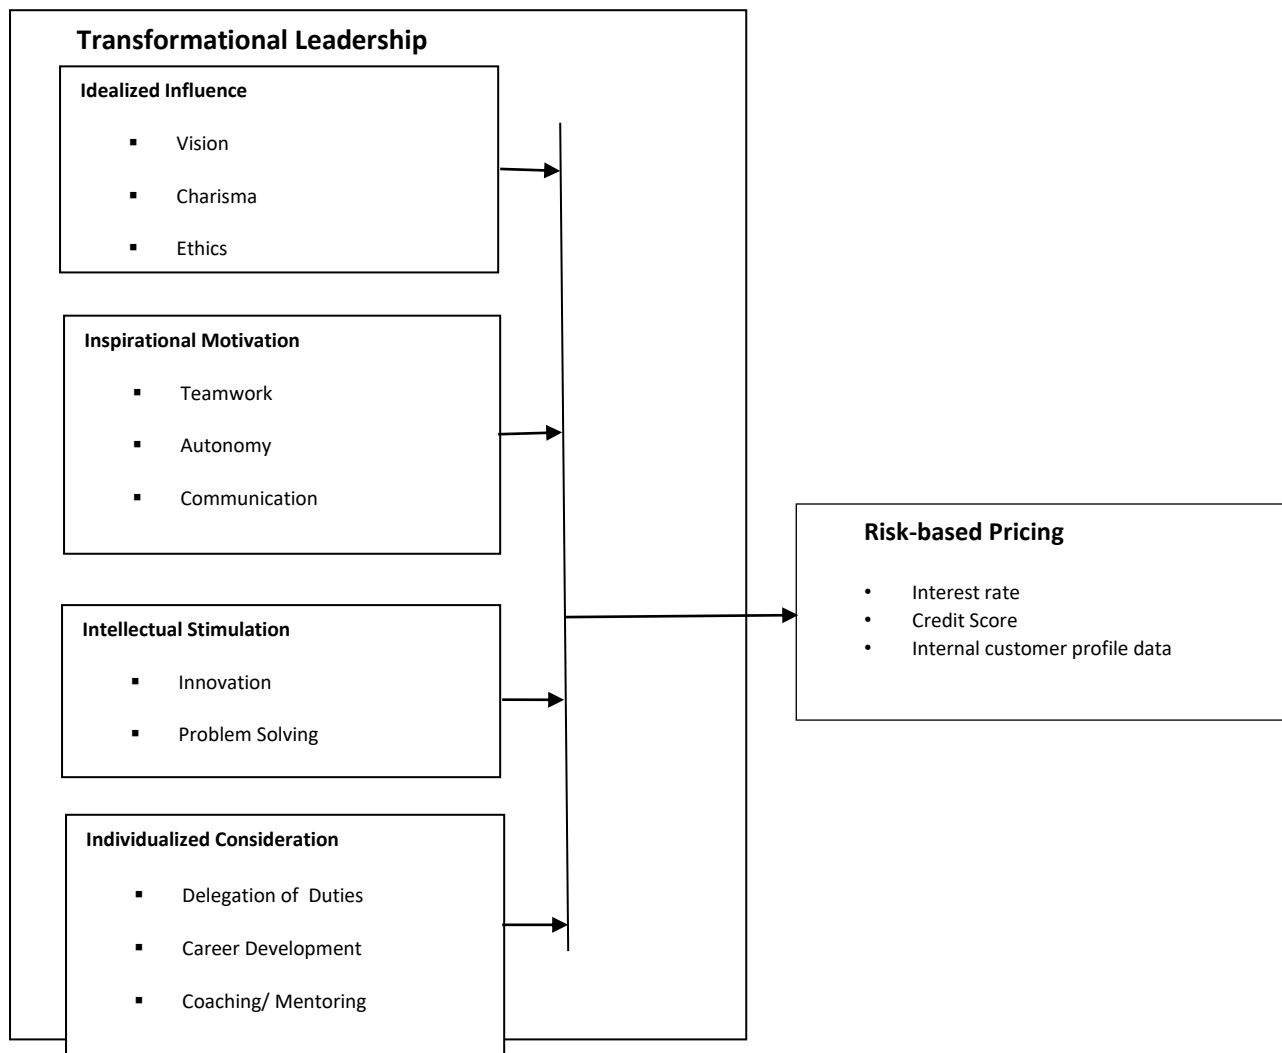 Transformational Leadership
Idealized Influence
▪ Vision
▪ Charisma
▪ Ethics
Inspirational Motivation
▪ Teamwork
▪ Autonomy
▪ Communication
Intellectual Stimulation
▪ Innovation
▪ Problem Solving
Individualized Consideration
▪ Delegation of  Duties
▪ Career Development
▪ Coaching/ Mentoring
Risk-based Pricing
• Interest rate
• Credit Score
• Internal customer profile data